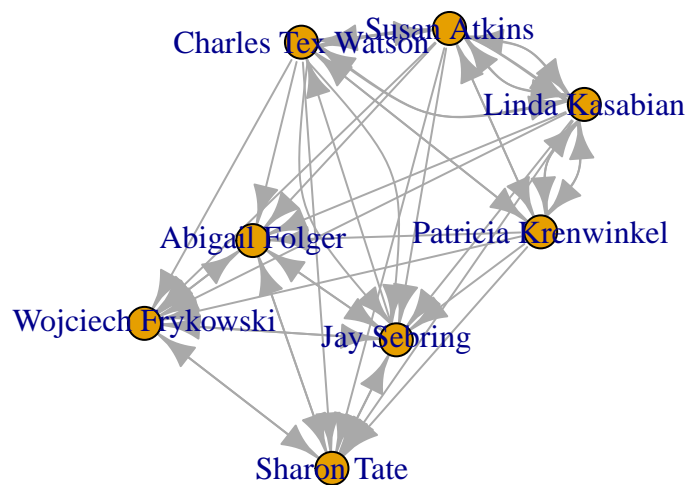 Susan Atkins
Charles Tex Watson
Linda Kasabian
Patricia Krenwinkel
Abigail Folger
Wojciech Frykowski
Jay Sebring
Sharon Tate